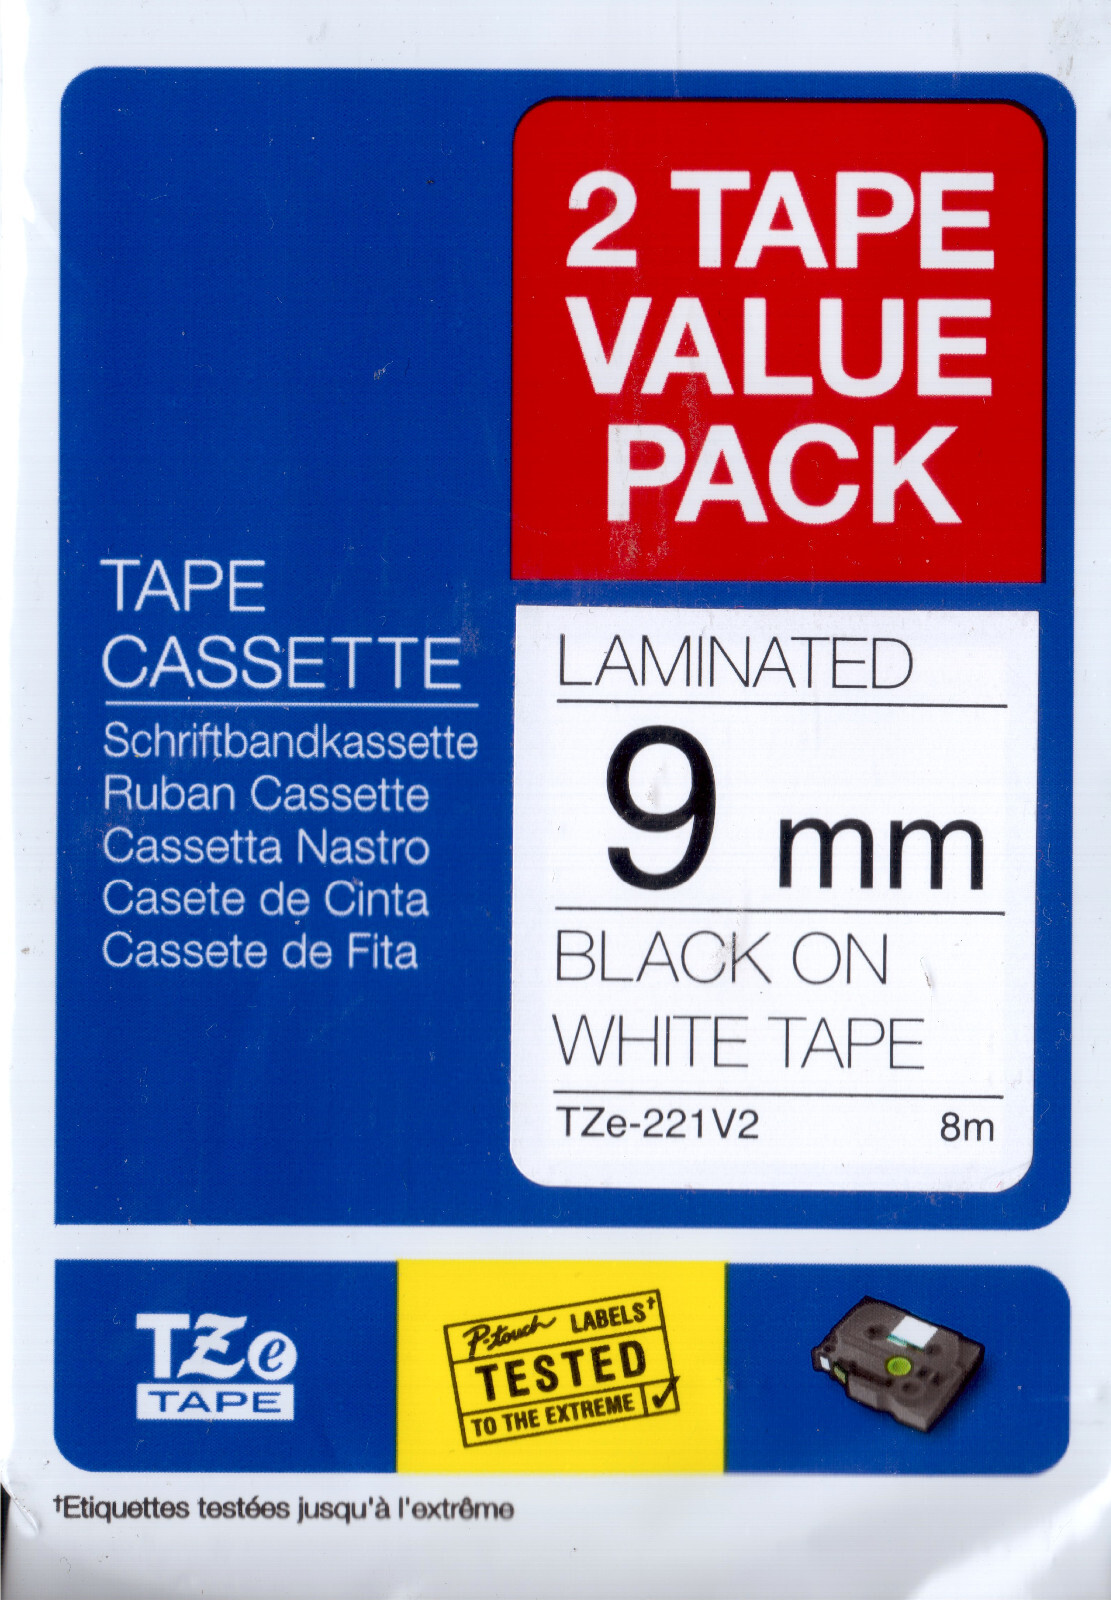 2 TAPE
VALUE
PACK
TAPE
CASSETTE
Schriftbandkassette
Ruban Cassette
Cassetta Nastro
Casete de Cinta
Cassete de Fita
LAMINATED
9 mm
BLACK ON
WHITE TAPE
TZe-221V2 8m
TZe
TAPE
P-touch LABELS†
TESTED
TO THE EXTREME
†Etiquettes testées jusqu'à l'extrême